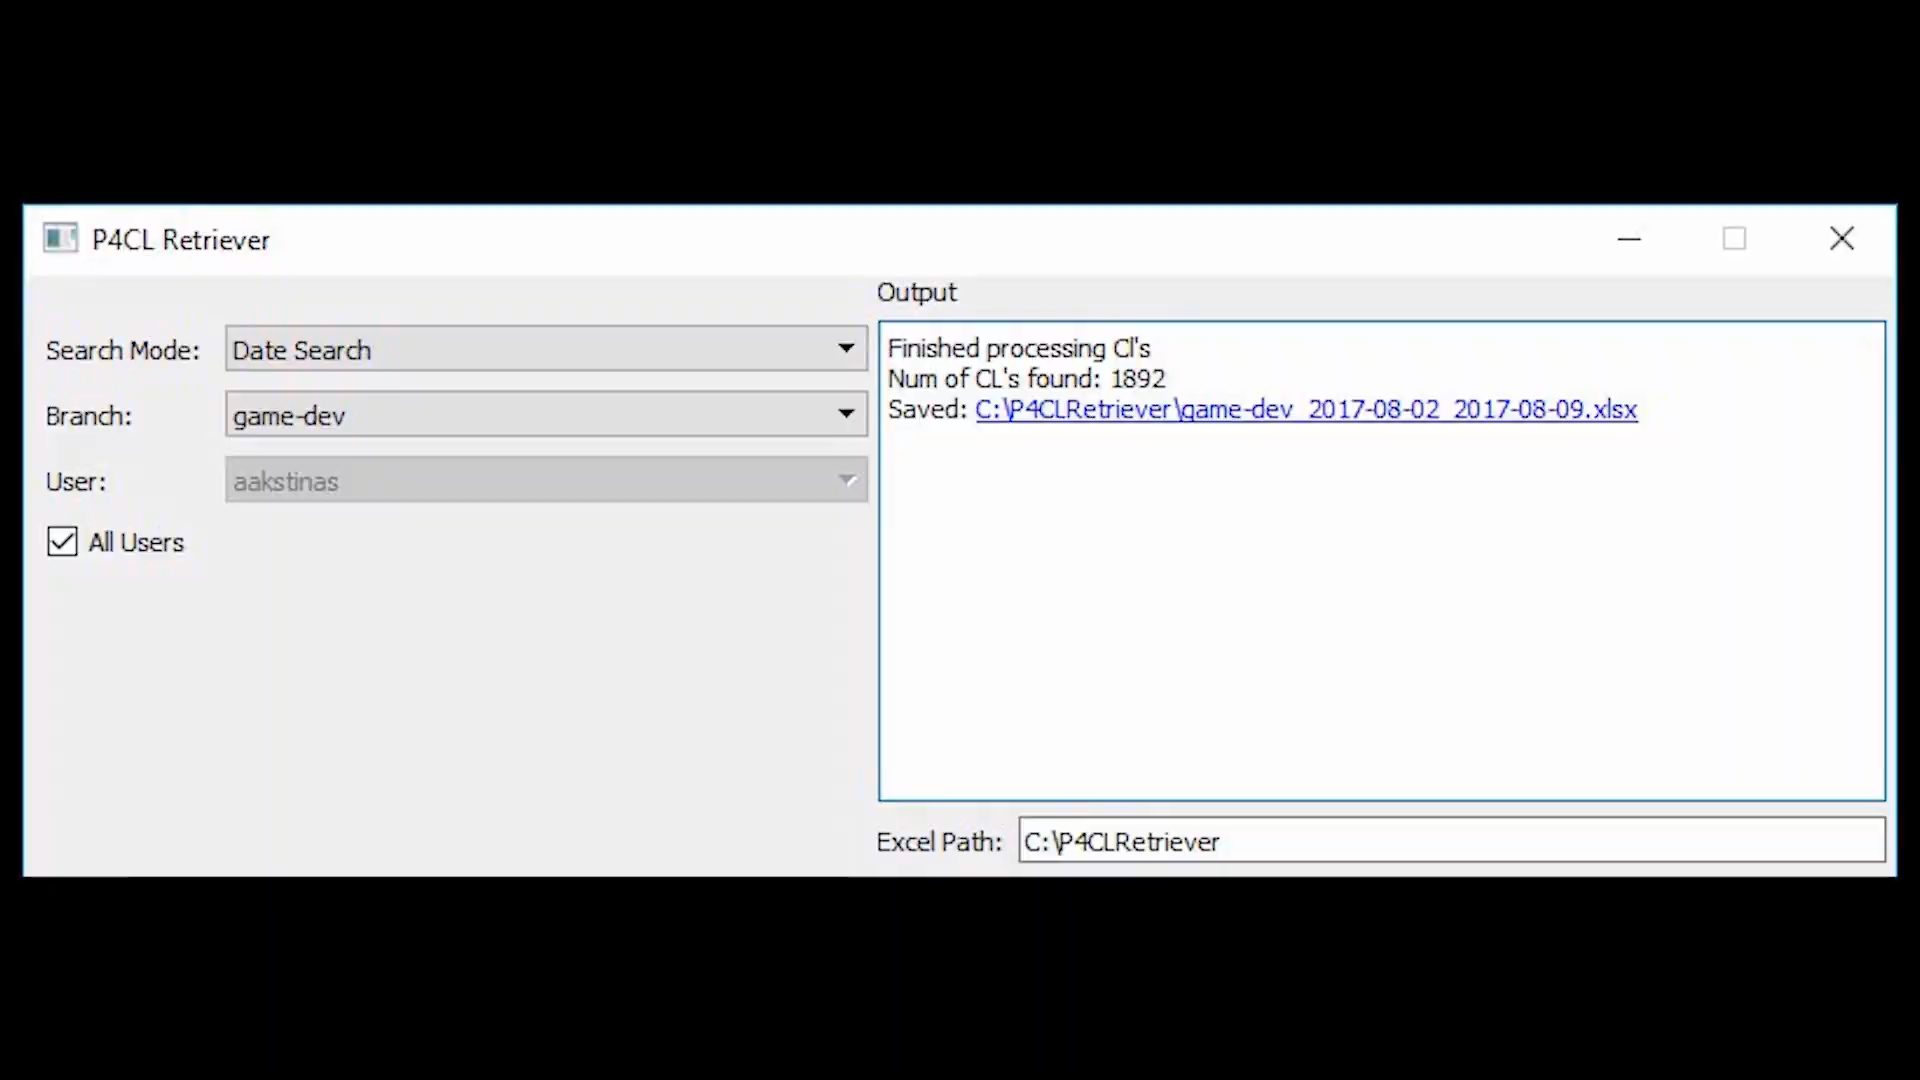 P4CL Retriever
Output
Search Mode: Date Search
Branch: game-dev
User: aakstinas
All Users
Finished processing Cl's
Num of CL's found: 1892
Saved: C:\P4CLRetriever\game-dev_2017-08-02_2017-08-09.xlsx
Excel Path: C:\P4CLRetriever